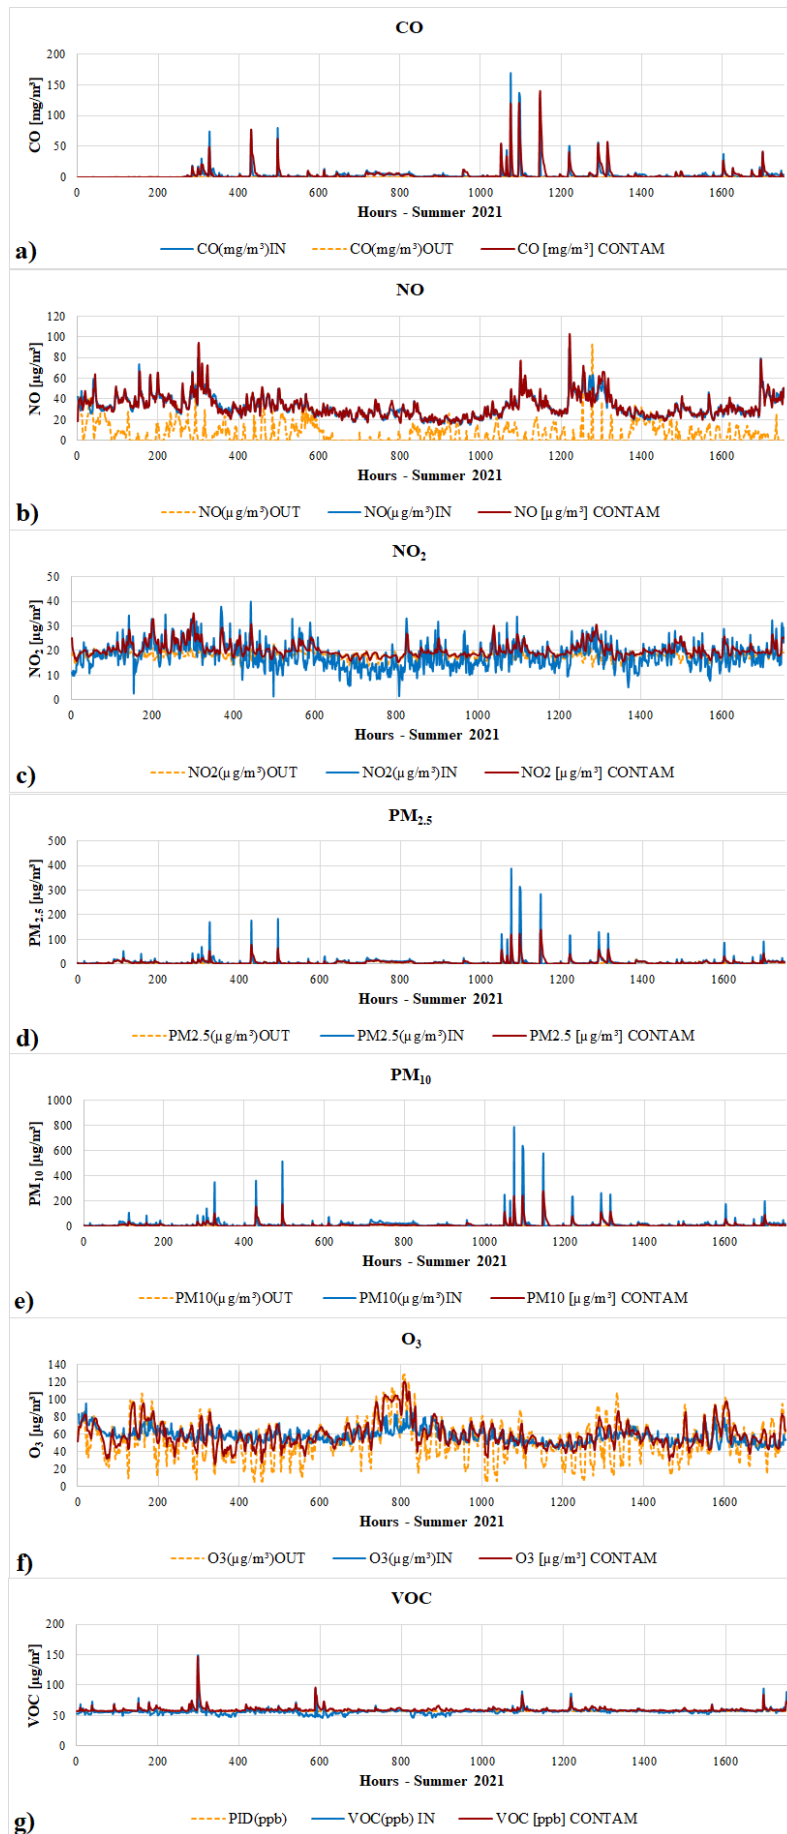 CO
200
150
100
50
0
CO [mg/m³]
0 200 400 600 800 1000 1200 1400 1600
Hours - Summer 2021
a)
CO(mg/m³)IN CO(mg/m³)OUT CO [mg/m³] CONTAM
NO
120
100
80
60
40
20
0
NO [µg/m³]
0 200 400 600 800 1000 1200 1400 1600
Hours - Summer 2021
b)
NO(µg/m³)OUT NO(µg/m³)IN NO [µg/m³] CONTAM
NO₂
50
40
30
20
10
0
NO₂ [µg/m³]
0 200 400 600 800 1000 1200 1400 1600
Hours - Summer 2021
c)
NO2(µg/m³)OUT NO2(µg/m³)IN NO2 [µg/m³] CONTAM
PM₂.₅
500
400
300
200
100
0
PM₂.₅ [µg/m³]
0 200 400 600 800 1000 1200 1400 1600
Hours - Summer 2021
d)
PM2.5(µg/m³)OUT PM2.5(µg/m³)IN PM2.5 [µg/m³] CONTAM
PM₁₀
1000
800
600
400
200
0
PM₁₀ [µg/m³]
0 200 400 600 800 1000 1200 1400 1600
Hours - Summer 2021
e)
PM10(µg/m³)OUT PM10(µg/m³)IN PM10 [µg/m³] CONTAM
O₃
140
120
100
80
60
40
20
0
O₃ [µg/m³]
0 200 400 600 800 1000 1200 1400 1600
Hours - Summer 2021
f)
O3(µg/m³)OUT O3(µg/m³)IN O3 [µg/m³] CONTAM
VOC
200
150
100
50
0
VOC [µg/m³]
0 200 400 600 800 1000 1200 1400 1600
Hours - Summer 2021
g)
PID(ppb) VOC(ppb) IN VOC [ppb] CONTAM